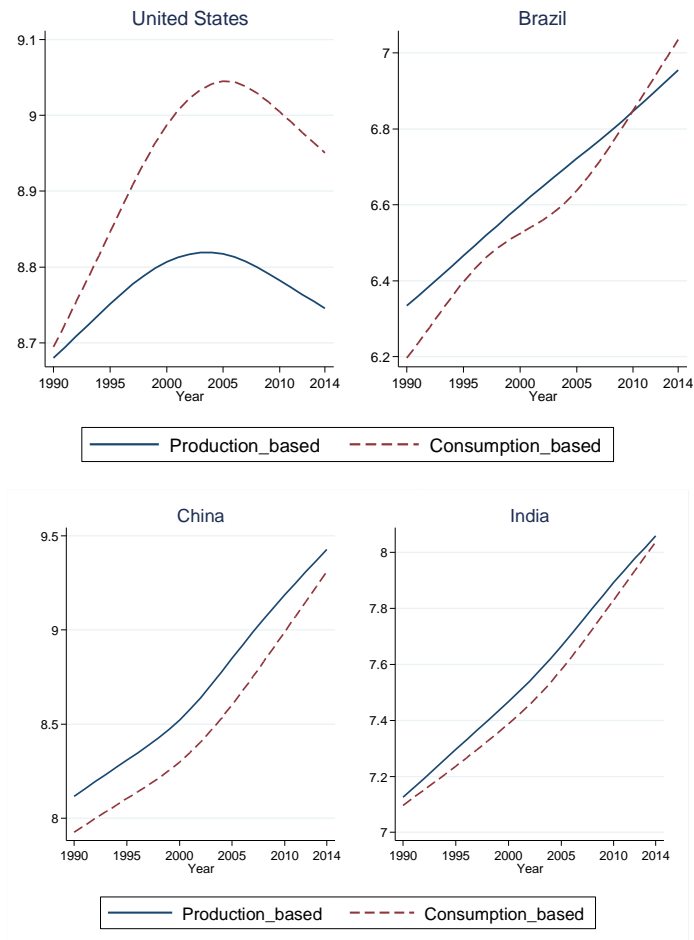 United States
9.1
9
8.9
8.8
8.7
1990 1995 2000 2005 2010 2014
Year
Brazil
7
6.8
6.6
6.4
6.2
1990 1995 2000 2005 2010 2014
Year
Production_based Consumption_based
China
9.5
9
8.5
8
1990 1995 2000 2005 2010 2014
Year
India
8
7.8
7.6
7.4
7.2
7
1990 1995 2000 2005 2010 2014
Year
Production_based Consumption_based